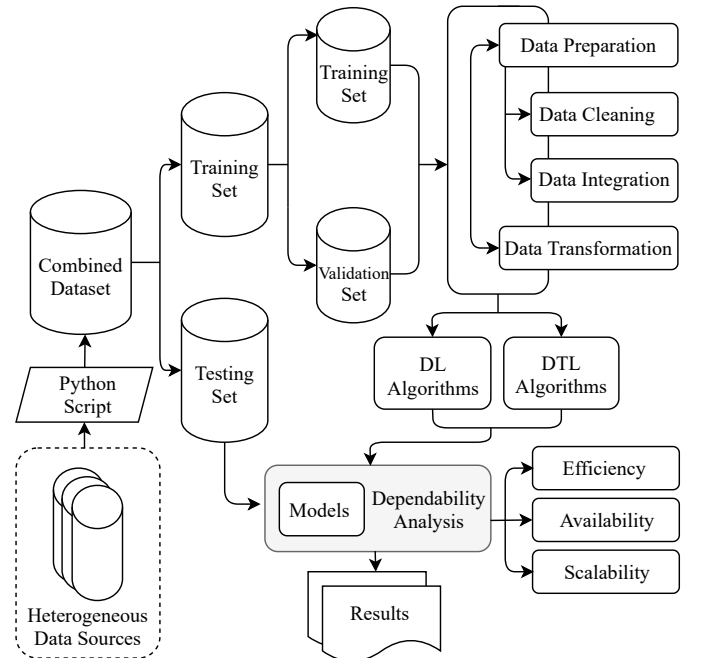 Data Preparation
Training
Set
Data Cleaning
Training
Set
Data Integration
Combined
Dataset
Validation
Set
Data Transformation
Python
Script
Testing
Set
DL
Algorithms
DTL
Algorithms
Models
Dependability
Analysis
Efficiency
Availability
Scalability
Heterogeneous
Data Sources
Results